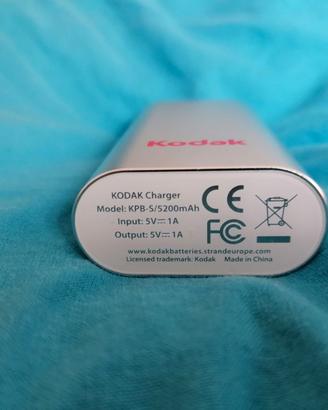 Kodak
KODAK Charger
Model: KPB-S/5200mAh
Input: 5V⎓1A
Output: 5V⎓1A
CE
FC
www.kodakbatteries.strandeurope.com
Licensed trademark: Kodak Made in China